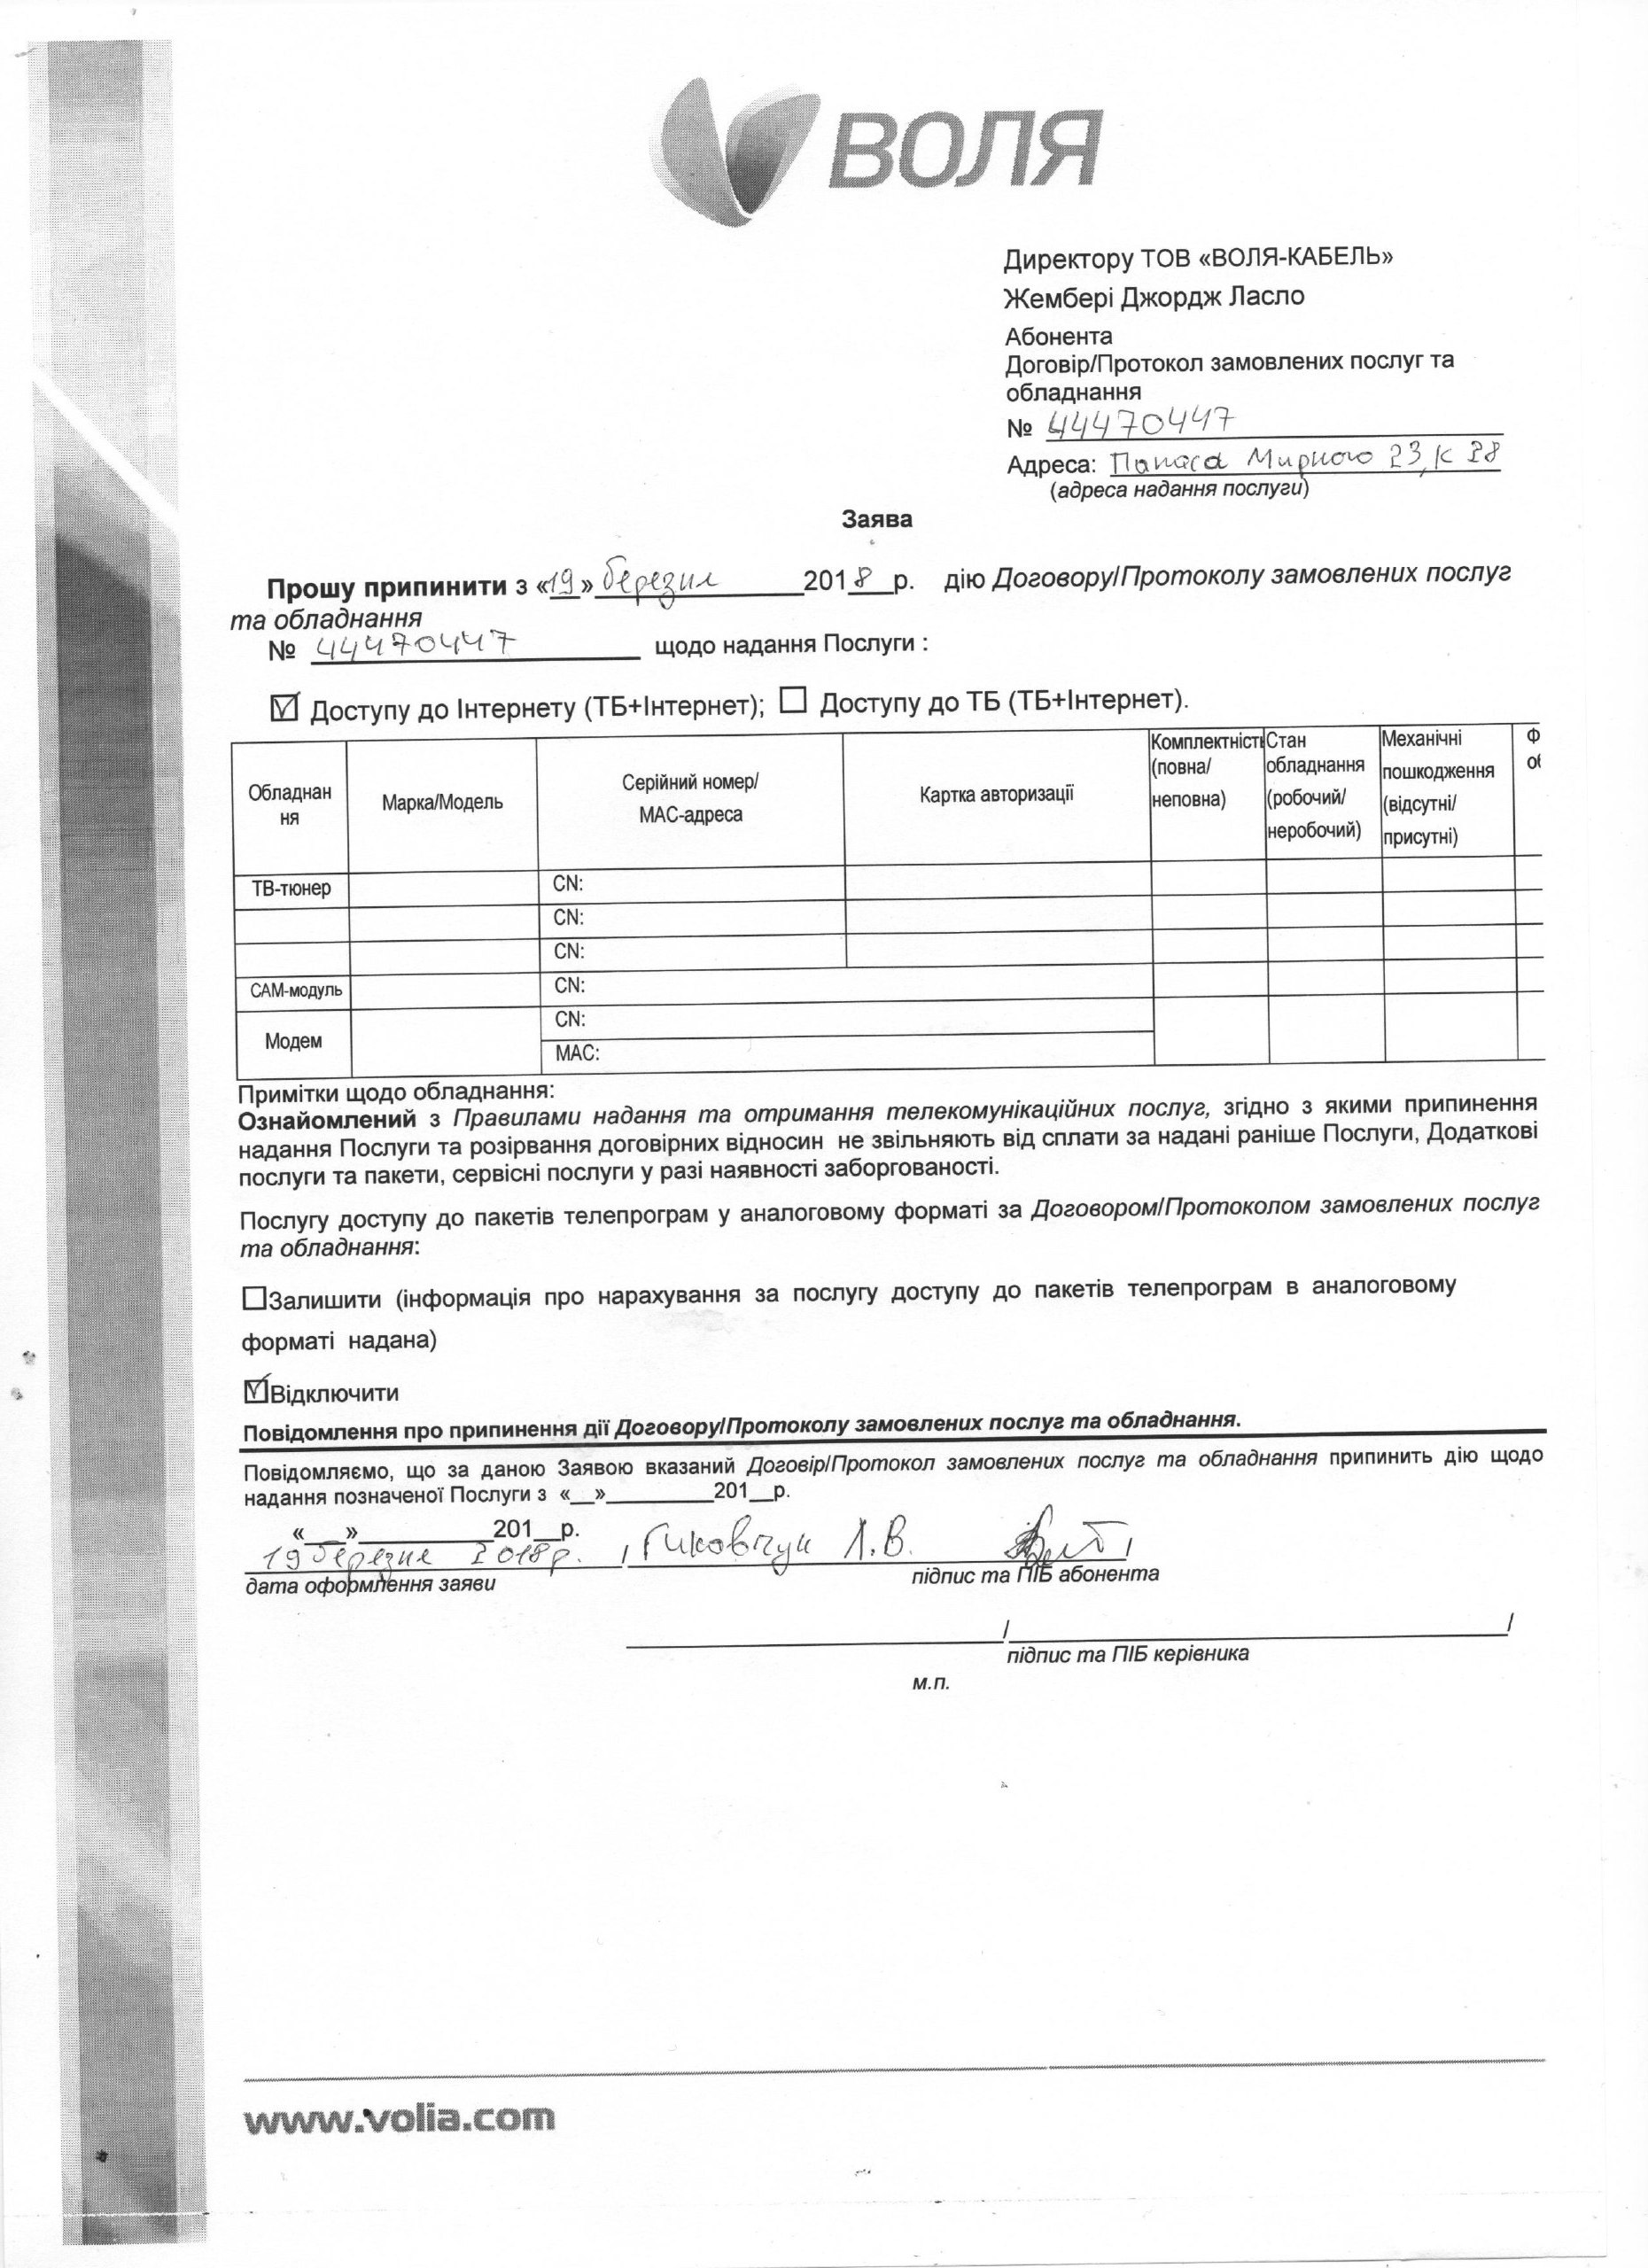 ВОЛЯ
Директору ТОВ «ВОЛЯ-КАБЕЛЬ»
Жембері Джордж Ласло
Абонента
Договір/Протокол замовлених послуг та
обладнання
№ 44470447
Адреса: Панаса Мирного 23, к 28
(адреса надання послуги)
Заява
Прошу припинити з «19» березня 2018 р. дію Договору/Протоколу замовлених послуг
та обладнання
№ 44470447 щодо надання Послуги :
☑ Доступу до Інтернету (ТБ+Інтернет); ☐ Доступу до ТБ (ТБ+Інтернет).
Обладнан
ня
Марка/Модель
Серійний номер/
МАС-адреса
Картка авторизації
Комплектніст
(повна/
неповна)
Стан
обладнання
(робочий/
неробочий)
Механічні
пошкодження
(відсутні/
присутні)
Ф
об
ТВ-тюнер CN:
CN:
CN:
САМ-модуль CN:
Модем CN:
МАС:
Примітки щодо обладнання:
Ознайомлений з Правилами надання та отримання телекомунікаційних послуг, згідно з якими припинення
надання Послуги та розірвання договірних відносин не звільняють від сплати за надані раніше Послуги, Додаткові
послуги та пакети, сервісні послуги у разі наявності заборгованості.
Послугу доступу до пакетів телепрограм у аналоговому форматі за Договором/Протоколом замовлених послуг
та обладнання:
☐Залишити (інформація про нарахування за послугу доступу до пакетів телепрограм в аналоговому
форматі надана)
☑Відключити
Повідомлення про припинення дії Договору/Протоколу замовлених послуг та обладнання.
Повідомляємо, що за даною Заявою вказаний Договір/Протокол замовлених послуг та обладнання припинить дію щодо
надання позначеної Послуги з «__»_________201__р.
«___»___________201__р.
19 березня 2018р. / Л.В. /
дата оформлення заяви підпис та ПІБ абонента
/ /
підпис та ПІБ керівника
м.п.
www.volia.com